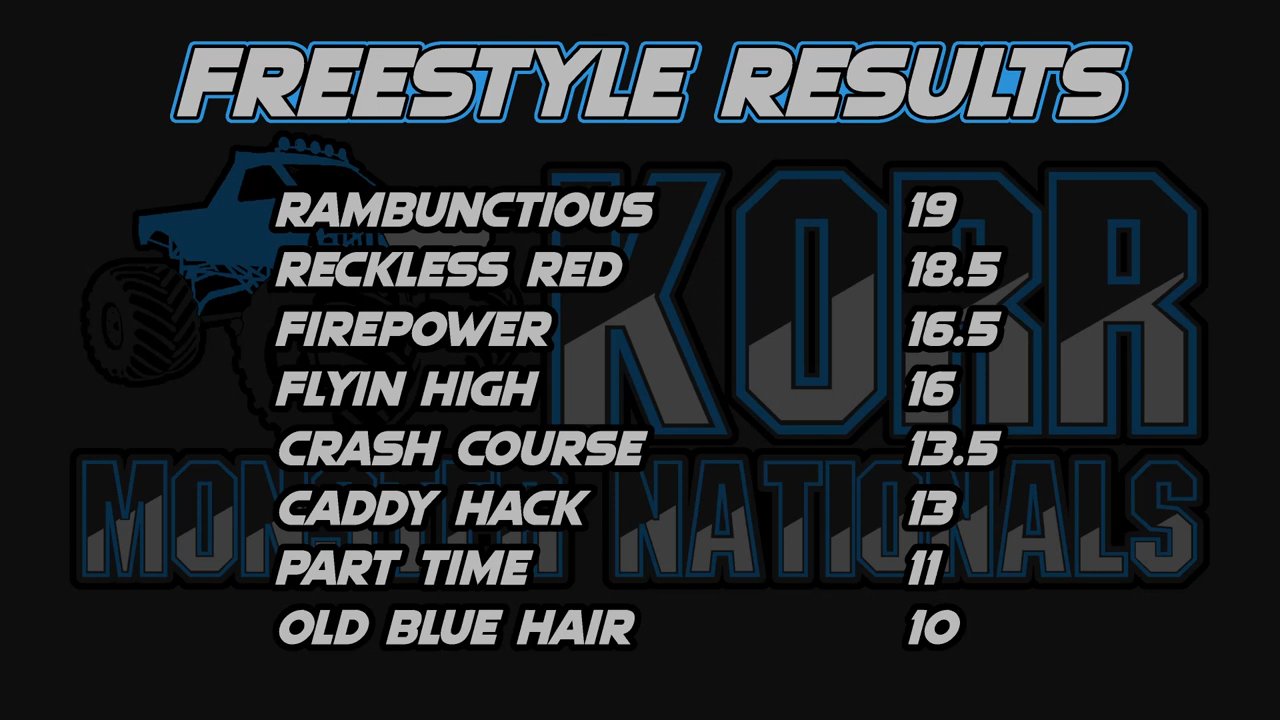 FREESTYLE RESULTS
KORR
MONSTER NATIONALS
RAMBUNCTIOUS 19
RECKLESS RED 18.5
FIREPOWER 16.5
FLYIN HIGH 16
CRASH COURSE 13.5
CADDY HACK 13
PART TIME 11
OLD BLUE HAIR 10